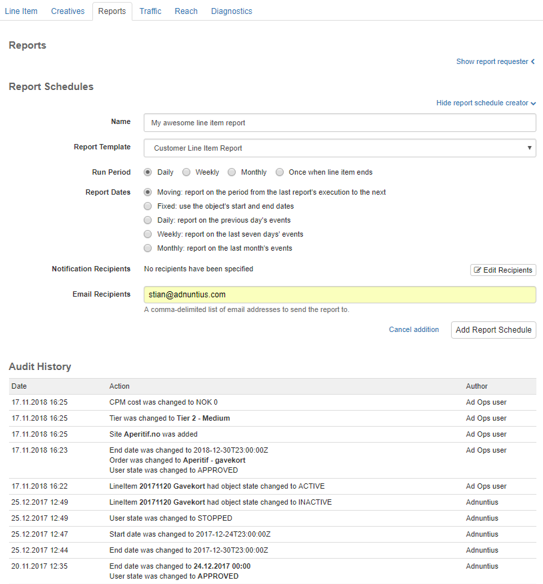 Line Item Creatives Reports Traffic Reach Diagnostics
Reports
Show report requester
Report Schedules
Hide report schedule creator
Name My awesome line item report
Report Template Customer Line Item Report
Run Period Daily Weekly Monthly Once when line item ends
Report Dates Moving: report on the period from the last report's execution to the next
Fixed: use the object's start and end dates
Daily: report on the previous day's events
Weekly: report on the last seven days' events
Monthly: report on the last month's events
Notification Recipients No recipients have been specified Edit Recipients
Email Recipients stian@adnuntius.com
A comma-delimited list of email addresses to send the report to.
Cancel addition Add Report Schedule
Audit History
Date Action Author
17.11.2018 16:25 CPM cost was changed to NOK 0 Ad Ops user
17.11.2018 16:25 Tier was changed to Tier 2 - Medium Ad Ops user
17.11.2018 16:25 Site Aperitif.no was added Ad Ops user
17.11.2018 16:23 End date was changed to 2018-12-30T23:00:00Z Ad Ops user
Order was changed to Aperitif - gavekort
User state was changed to APPROVED
17.11.2018 16:22 LineItem 20171120 Gavekort had object state changed to ACTIVE Ad Ops user
25.12.2017 12:49 LineItem 20171120 Gavekort had object state changed to INACTIVE Adnuntius
25.12.2017 12:49 User state was changed to STOPPED Adnuntius
25.12.2017 12:47 Start date was changed to 2017-12-24T23:00:00Z Adnuntius
25.12.2017 12:44 End date was changed to 2017-12-30T23:00:00Z Adnuntius
20.11.2017 12:35 End date was changed to 24.12.2017 00:00 Adnuntius
User state was changed to APPROVED